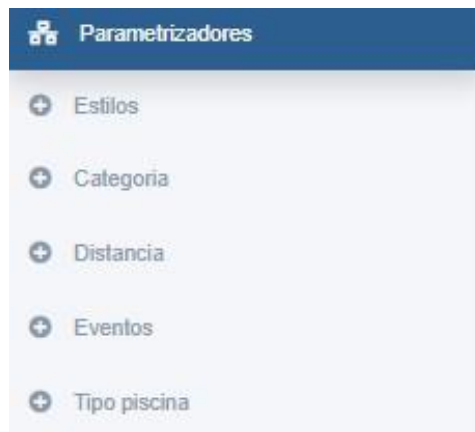 Parametrizadores
Estilos
Categoria
Distancia
Eventos
Tipo piscina